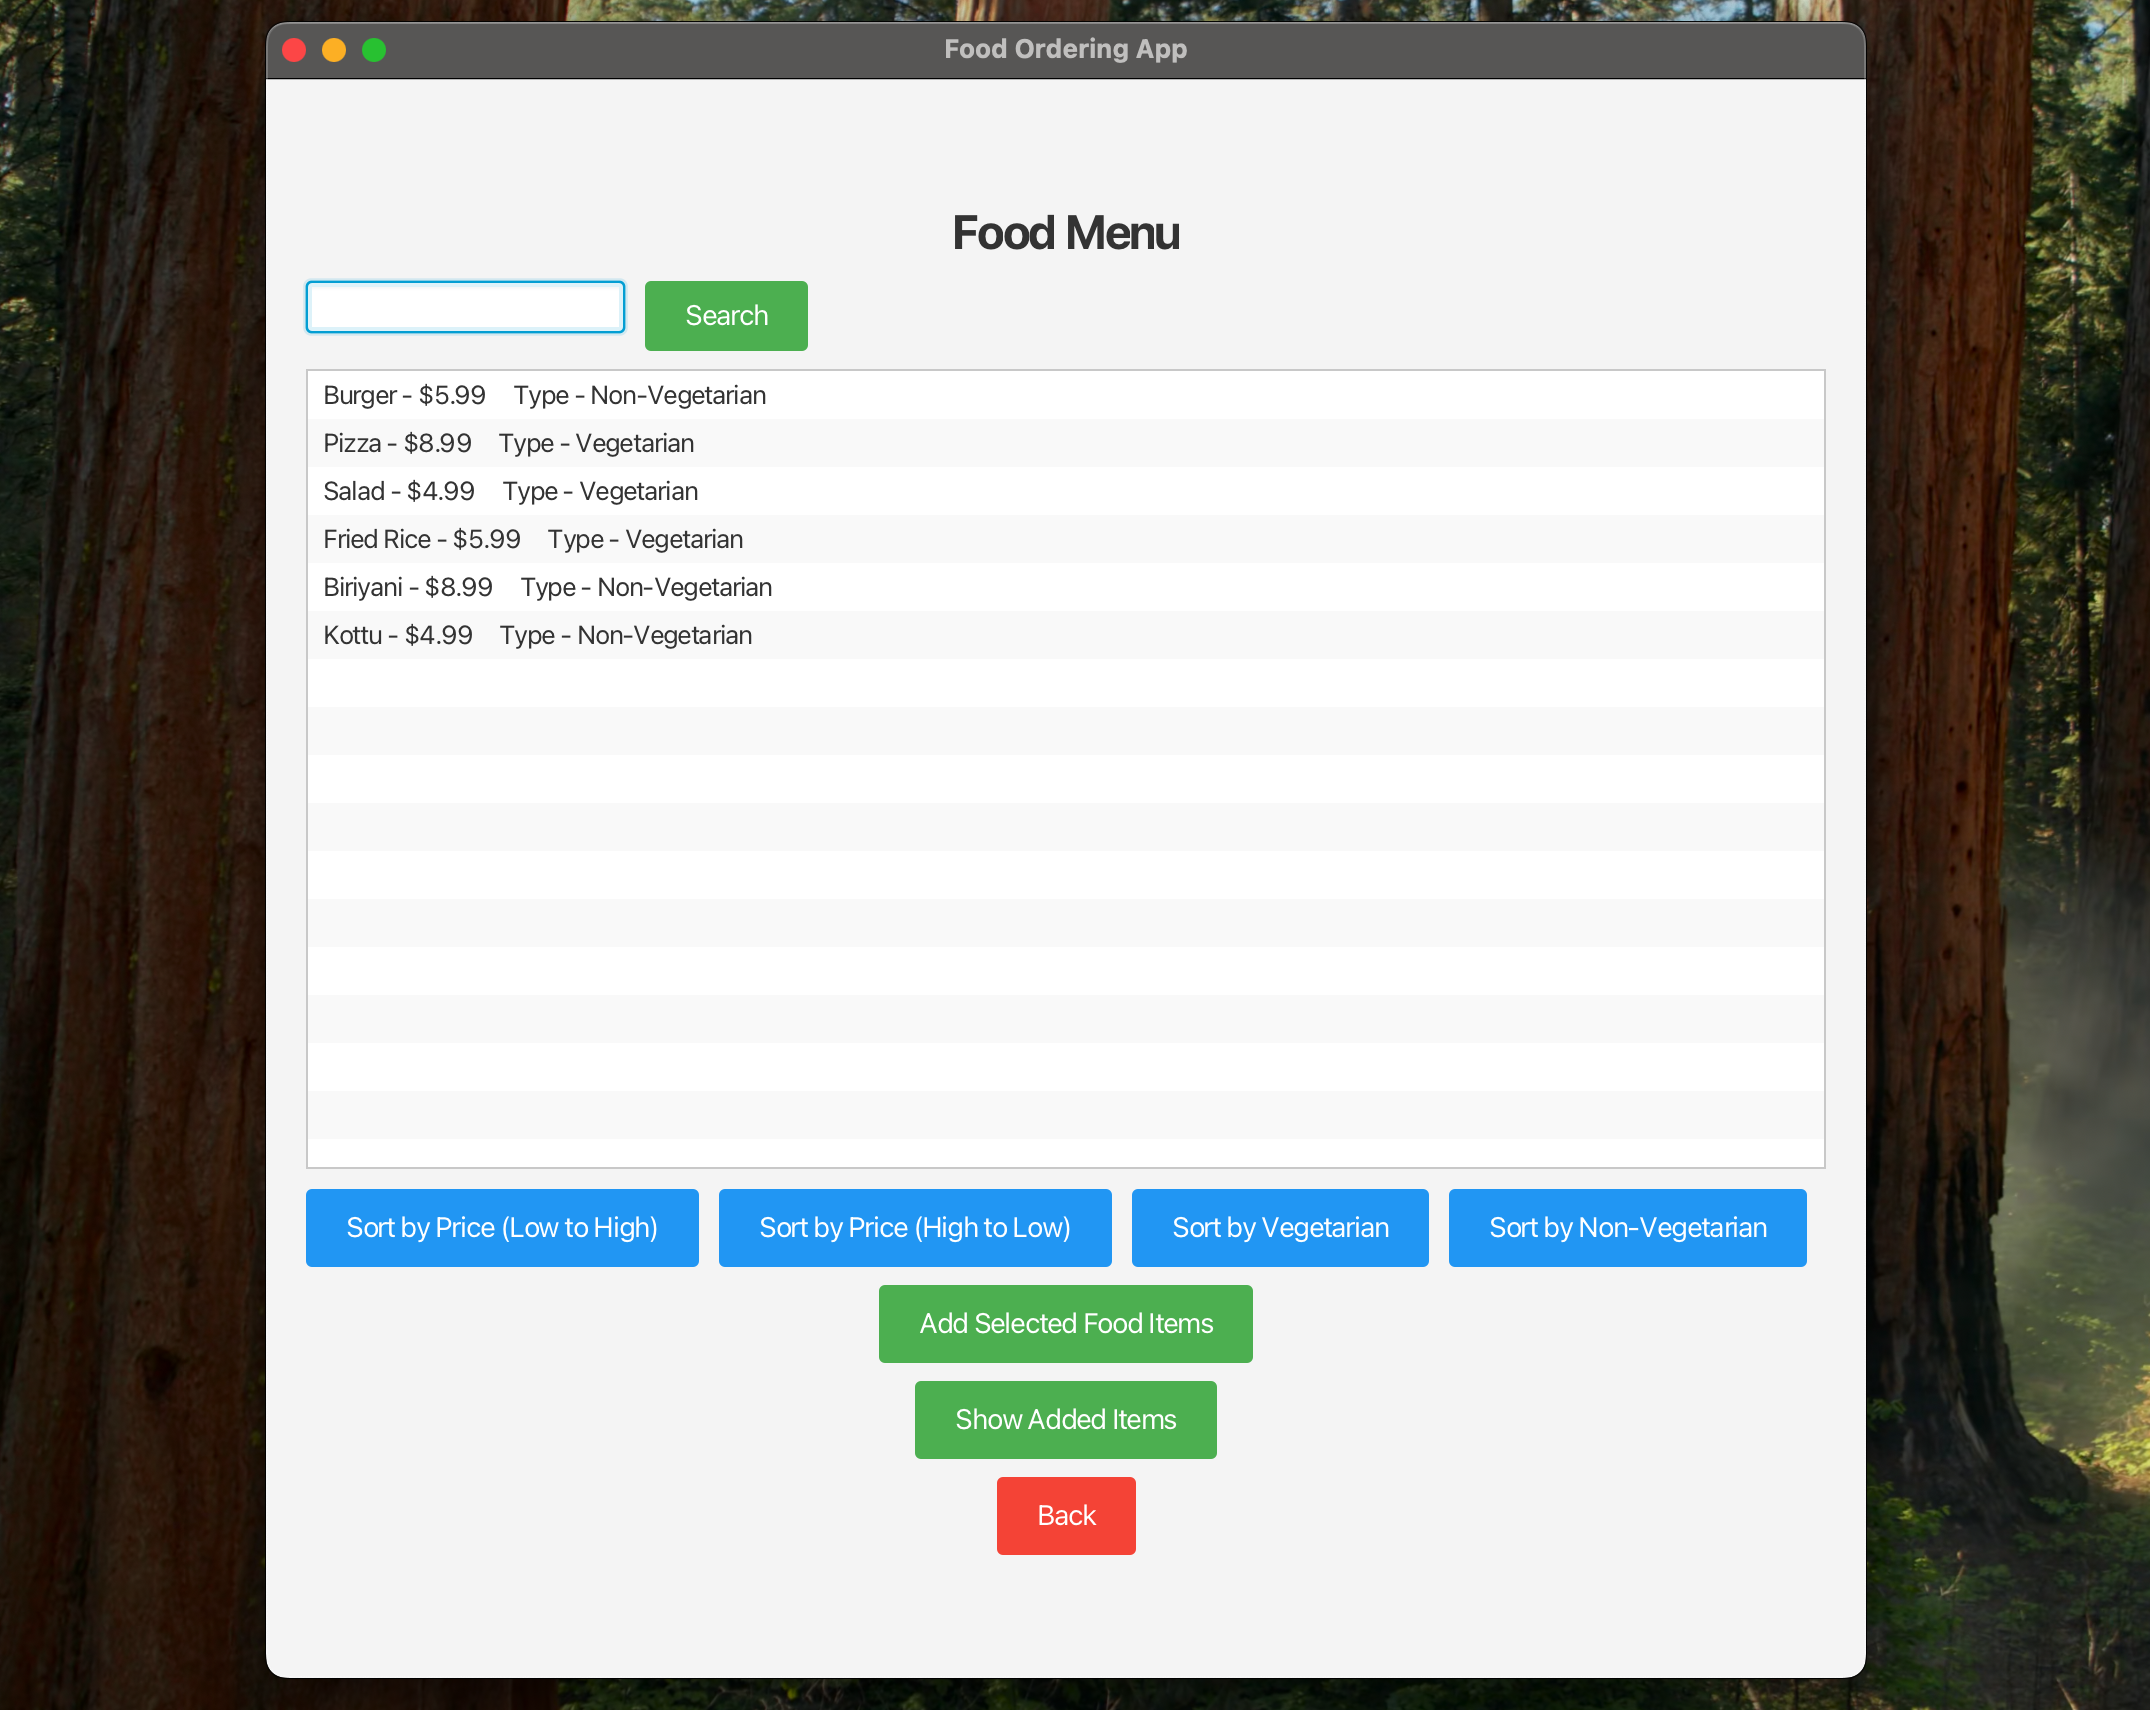 Food Ordering App
Food Menu
Search
Burger - $5.99    Type - Non-Vegetarian
Pizza - $8.99    Type - Vegetarian
Salad - $4.99    Type - Vegetarian
Fried Rice - $5.99    Type - Vegetarian
Biriyani - $8.99    Type - Non-Vegetarian
Kottu - $4.99    Type - Non-Vegetarian
Sort by Price (Low to High) Sort by Price (High to Low) Sort by Vegetarian Sort by Non-Vegetarian
Add Selected Food Items
Show Added Items
Back